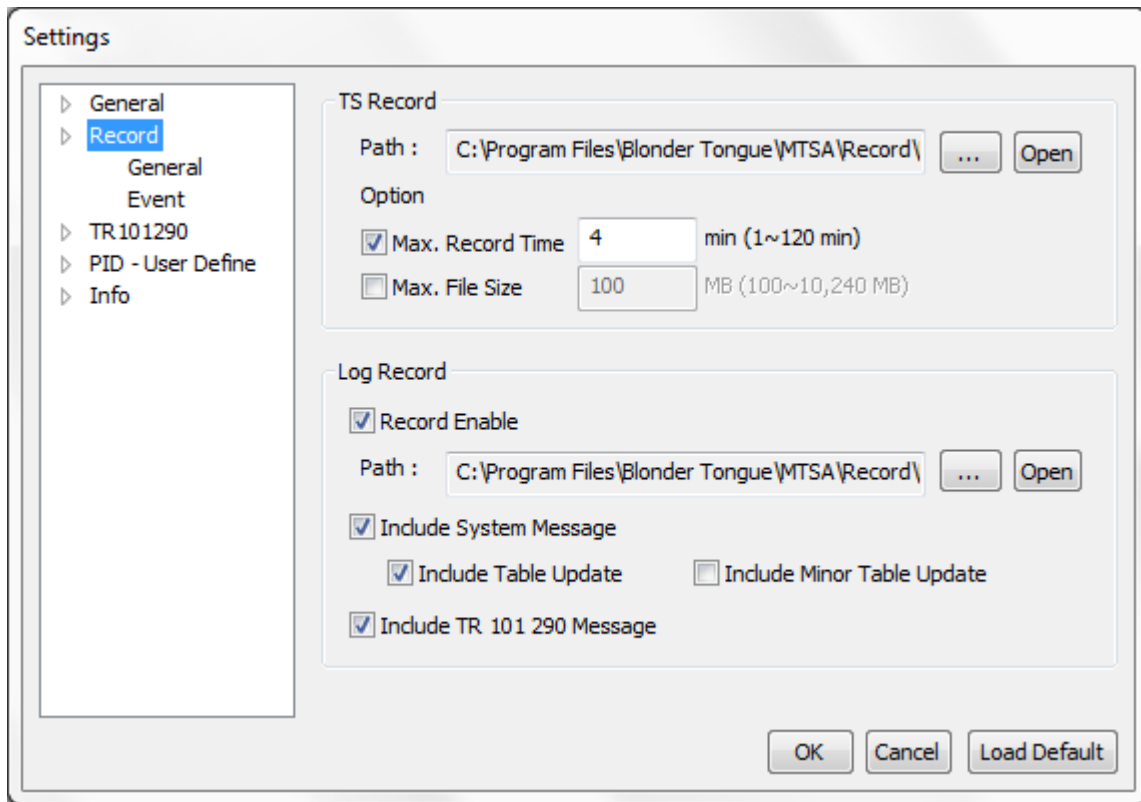 Settings
General
Record
General
Event
TR101290
PID - User Define
Info
TS Record
Path : C:\Program Files\Blonder Tongue\MTSA\Record\ ... Open
Option
Max. Record Time 4 min (1~120 min)
Max. File Size 100 MB (100~10,240 MB)
Log Record
Record Enable
Path : C:\Program Files\Blonder Tongue\MTSA\Record\ ... Open
Include System Message
Include Table Update Include Minor Table Update
Include TR 101 290 Message
OK Cancel Load Default